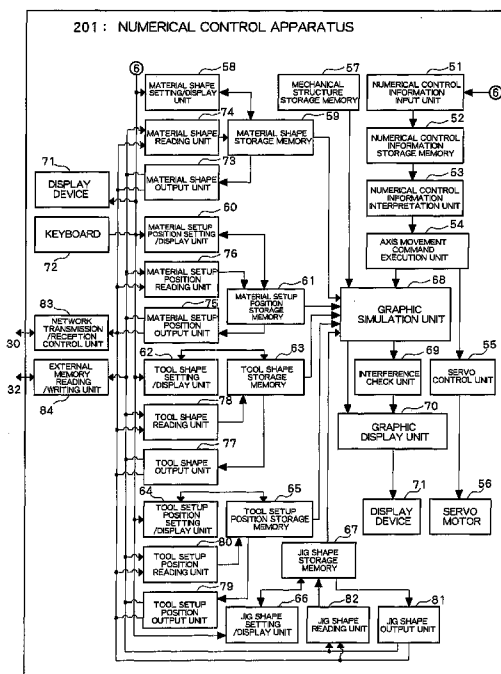 201: NUMERICAL CONTROL APPARATUS
6
58
MATERIAL SHAPE
SETTING/DISPLAY
UNIT
57
MECHANICAL
STRUCTURE
STORAGE MEMORY
51
NUMERICAL CONTROL
INFORMATION
INPUT UNIT
6
74
MATERIAL SHAPE
READING UNIT
59
MATERIAL SHAPE
STORAGE MEMORY
52
NUMERICAL CONTROL
INFORMATION
STORAGE MEMORY
71
DISPLAY
DEVICE
73
MATERIAL SHAPE
OUTPUT UNIT
53
NUMERICAL CONTROL
INFORMATION
INTERPRETATION UNIT
KEYBOARD
72
60
MATERIAL SETUP
POSITION SETTING
/DISPLAY UNIT
54
AXIS MOVEMENT
COMMAND
EXECUTION UNIT
76
MATERIAL SETUP
POSITION
READING UNIT
61
MATERIAL SETUP
POSITION
STORAGE MEMORY
68
GRAPHIC
SIMULATION UNIT
83
NETWORK
TRANSMISSION
/RECEPTION
CONTROL UNIT
30
75
MATERIAL SETUP
POSITION
OUTPUT UNIT
EXTERNAL
MEMORY
READING
/WRITING UNIT
32
84
62
TOOL SHAPE
SETTING
/DISPLAY UNIT
63
TOOL SHAPE
STORAGE
MEMORY
69
INTERFERENCE
CHECK UNIT
55
SERVO
CONTROL UNIT
78
TOOL SHAPE
READING UNIT
70
GRAPHIC
DISPLAY UNIT
77
TOOL SHAPE
OUTPUT UNIT
64
TOOL SETUP
POSITION
SETTING
/DISPLAY UNIT
65
TOOL SETUP
POSITION STORAGE
MEMORY
71
DISPLAY
DEVICE
56
SERVO
MOTOR
80
TOOL SETUP
POSITION
READING UNIT
67
JIG SHAPE
STORAGE
MEMORY
79
TOOL SETUP
POSITION
OUTPUT UNIT
66
JIG SHAPE
SETTING
/DISPLAY UNIT
82
JIG SHAPE
READING UNIT
81
JIG SHAPE
OUTPUT UNIT